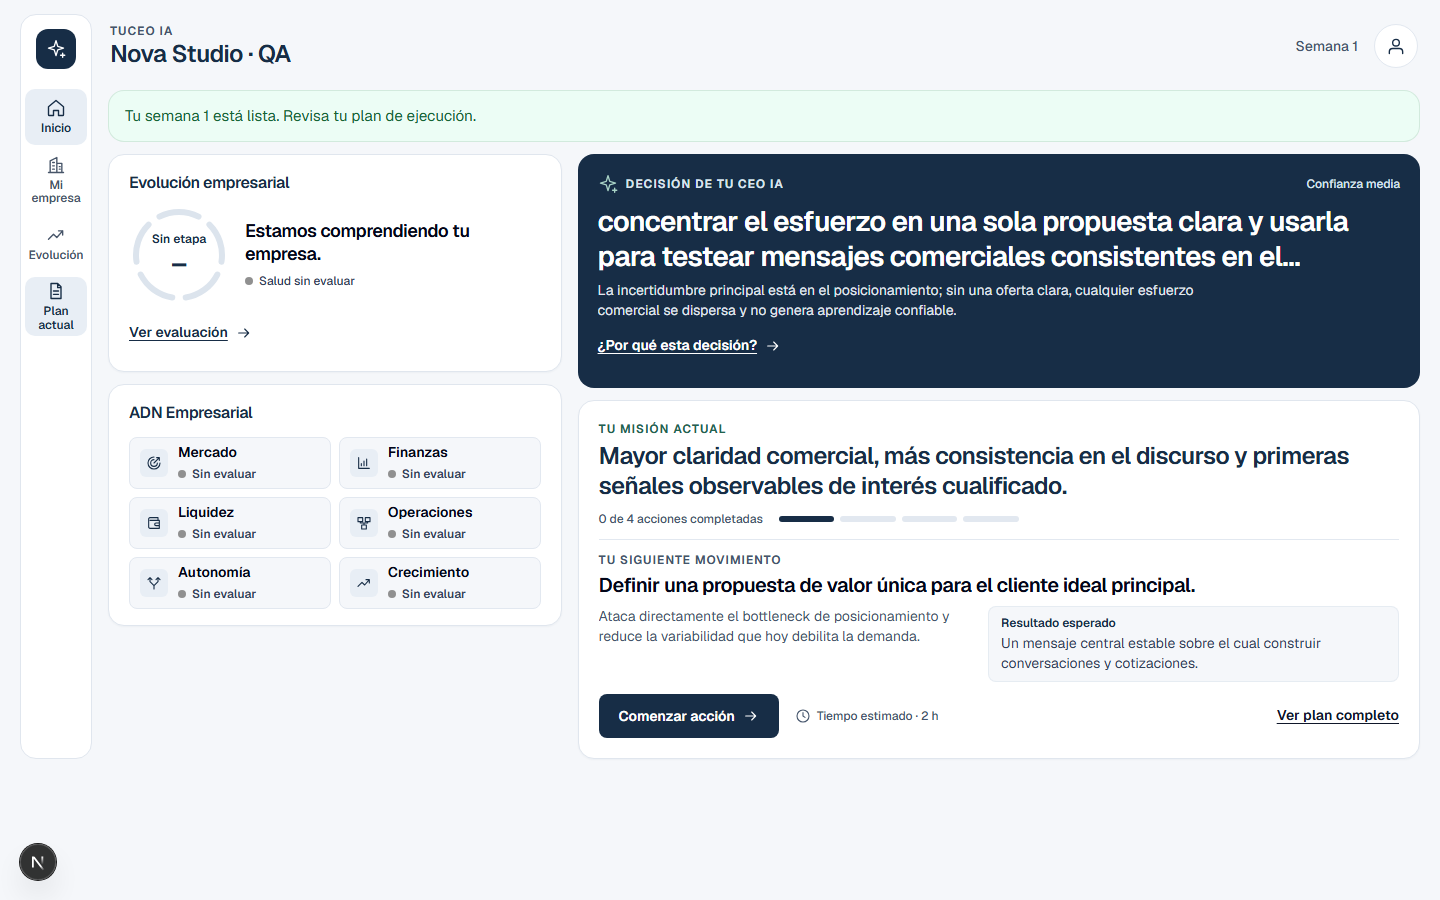 TUCEO IA
Nova Studio · QA
Semana 1
Inicio
Mi
empresa
Evolución
Plan
actual
Tu semana 1 está lista. Revisa tu plan de ejecución.
Evolución empresarial
Sin etapa
–
Estamos comprendiendo tu
empresa.
Salud sin evaluar
Ver evaluación →
ADN Empresarial
Mercado
Sin evaluar
Finanzas
Sin evaluar
Liquidez
Sin evaluar
Operaciones
Sin evaluar
Autonomía
Sin evaluar
Crecimiento
Sin evaluar
DECISIÓN DE TU CEO IA
Confianza media
concentrar el esfuerzo en una sola propuesta clara y usarla
para testear mensajes comerciales consistentes en el...
La incertidumbre principal está en el posicionamiento; sin una oferta clara, cualquier esfuerzo
comercial se dispersa y no genera aprendizaje confiable.
¿Por qué esta decisión? →
TU MISIÓN ACTUAL
Mayor claridad comercial, más consistencia en el discurso y primeras
señales observables de interés cualificado.
0 de 4 acciones completadas
TU SIGUIENTE MOVIMIENTO
Definir una propuesta de valor única para el cliente ideal principal.
Ataca directamente el bottleneck de posicionamiento y
reduce la variabilidad que hoy debilita la demanda.
Resultado esperado
Un mensaje central estable sobre el cual construir
conversaciones y cotizaciones.
Comenzar acción →
Tiempo estimado · 2 h
Ver plan completo
N